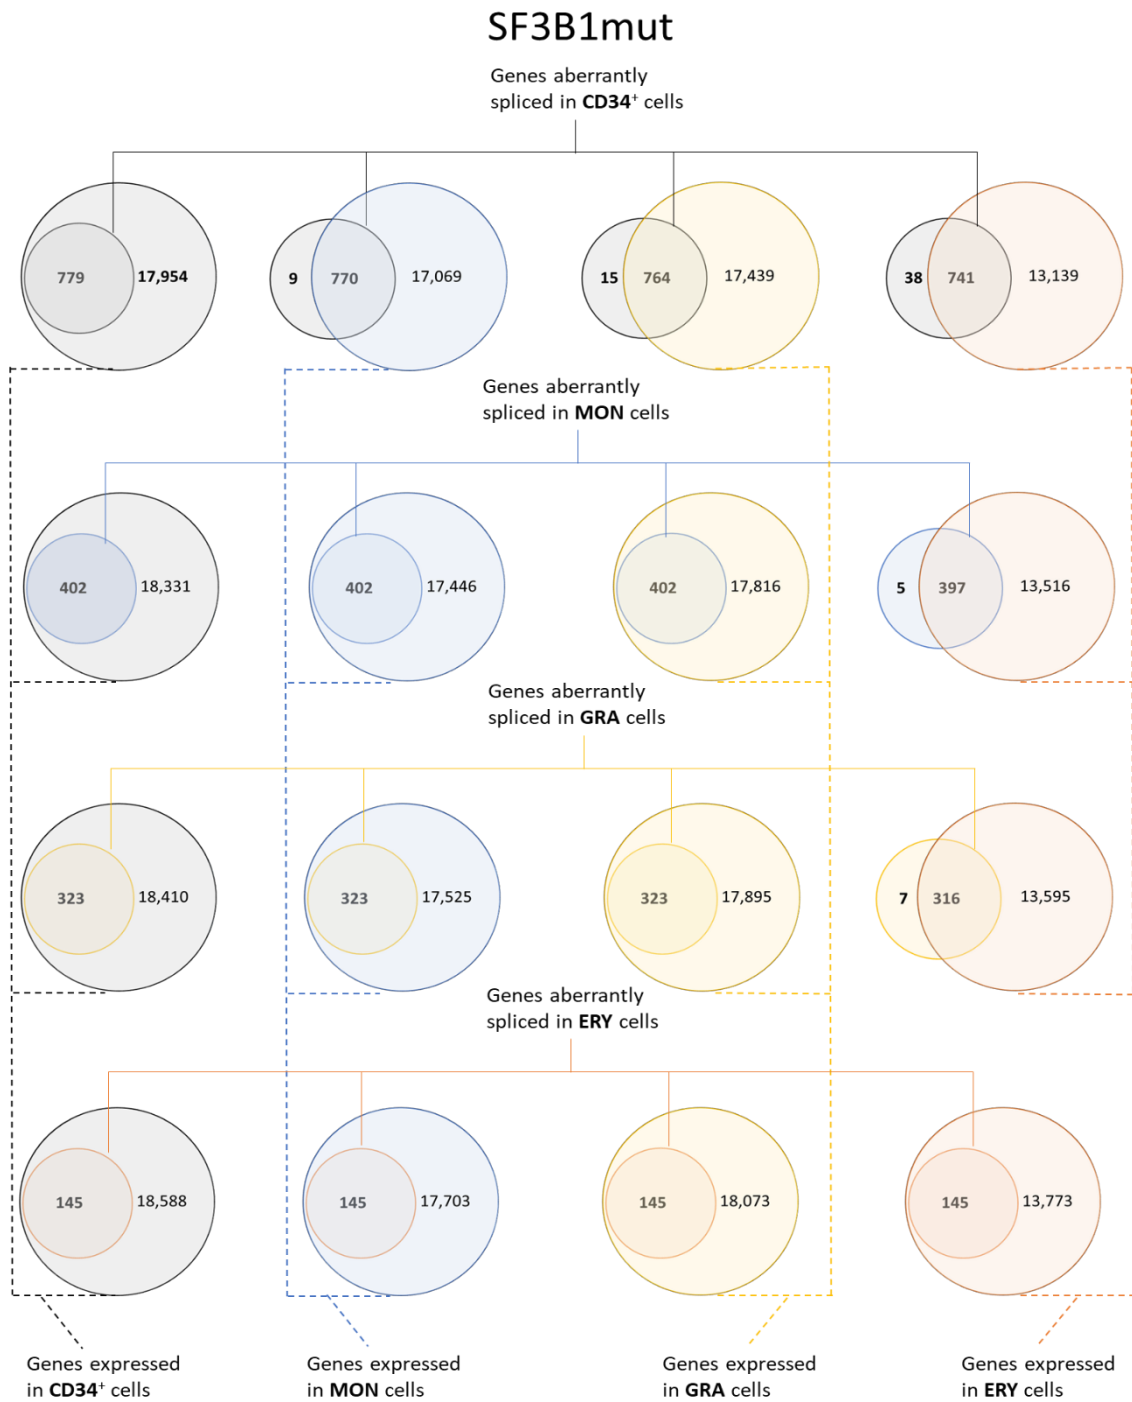 SF3B1mut
Genes aberrantly
spliced in CD34⁺ cells
779 17,954 9 770 17,069 15 764 17,439 38 741 13,139
Genes aberrantly
spliced in MON cells
402 18,331 402 17,446 402 17,816 5 397 13,516
Genes aberrantly
spliced in GRA cells
323 18,410 323 17,525 323 17,895 7 316 13,595
Genes aberrantly
spliced in ERY cells
145 18,588 145 17,703 145 18,073 145 13,773
Genes expressed
in CD34⁺ cells
Genes expressed
in MON cells
Genes expressed
in GRA cells
Genes expressed
in ERY cells